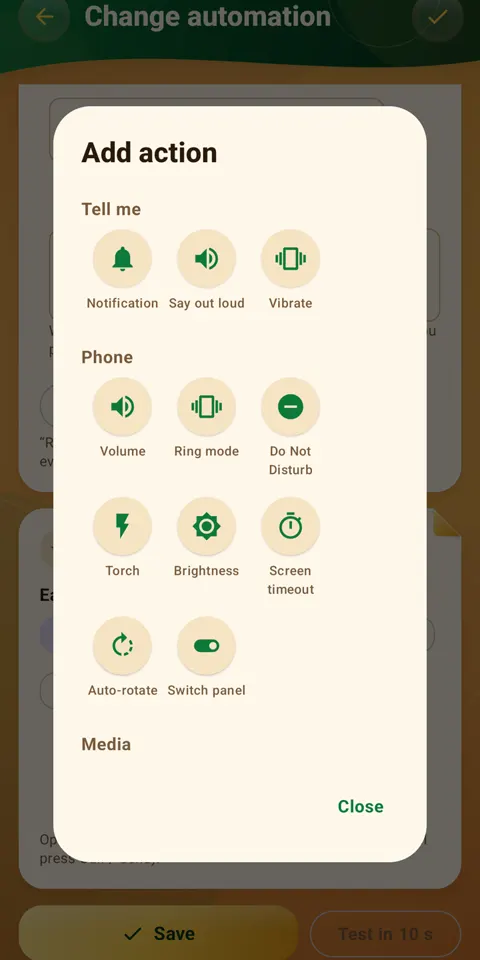 Change automation
Add action
Tell me
Notification
Say out loud
Vibrate
Phone
Volume
Ring mode
Do Not
Disturb
Torch
Brightness
Screen
timeout
Auto-rotate
Switch panel
Media
Close
Save
Test in 10 s